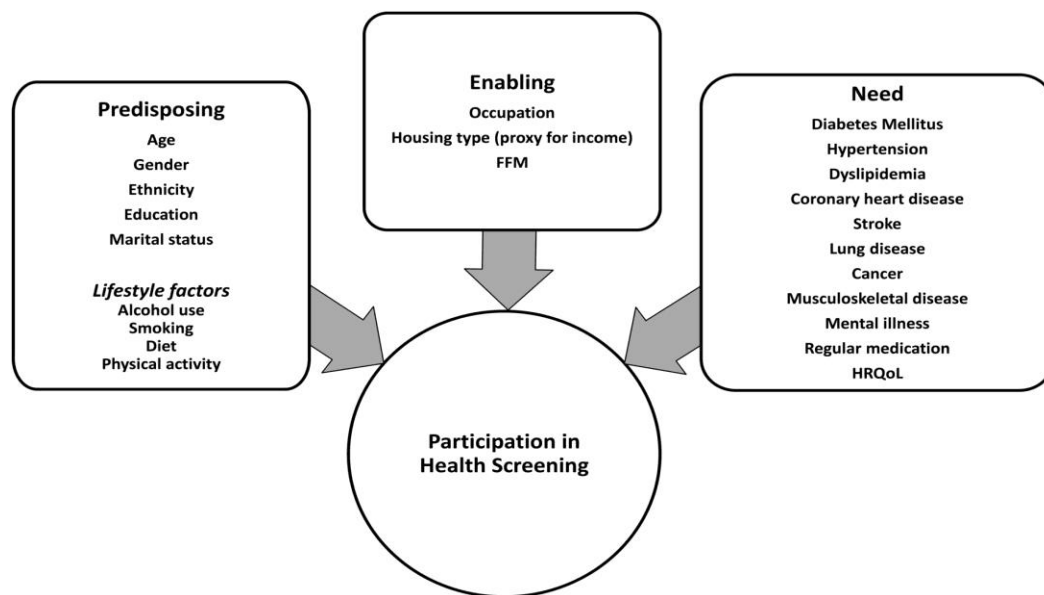 Predisposing
Age
Gender
Ethnicity
Education
Marital status
Lifestyle factors
Alcohol use
Smoking
Diet
Physical activity
Enabling
Occupation
Housing type (proxy for income)
FFM
Need
Diabetes Mellitus
Hypertension
Dyslipidemia
Coronary heart disease
Stroke
Lung disease
Cancer
Musculoskeletal disease
Mental illness
Regular medication
HRQoL
Participation in
Health Screening